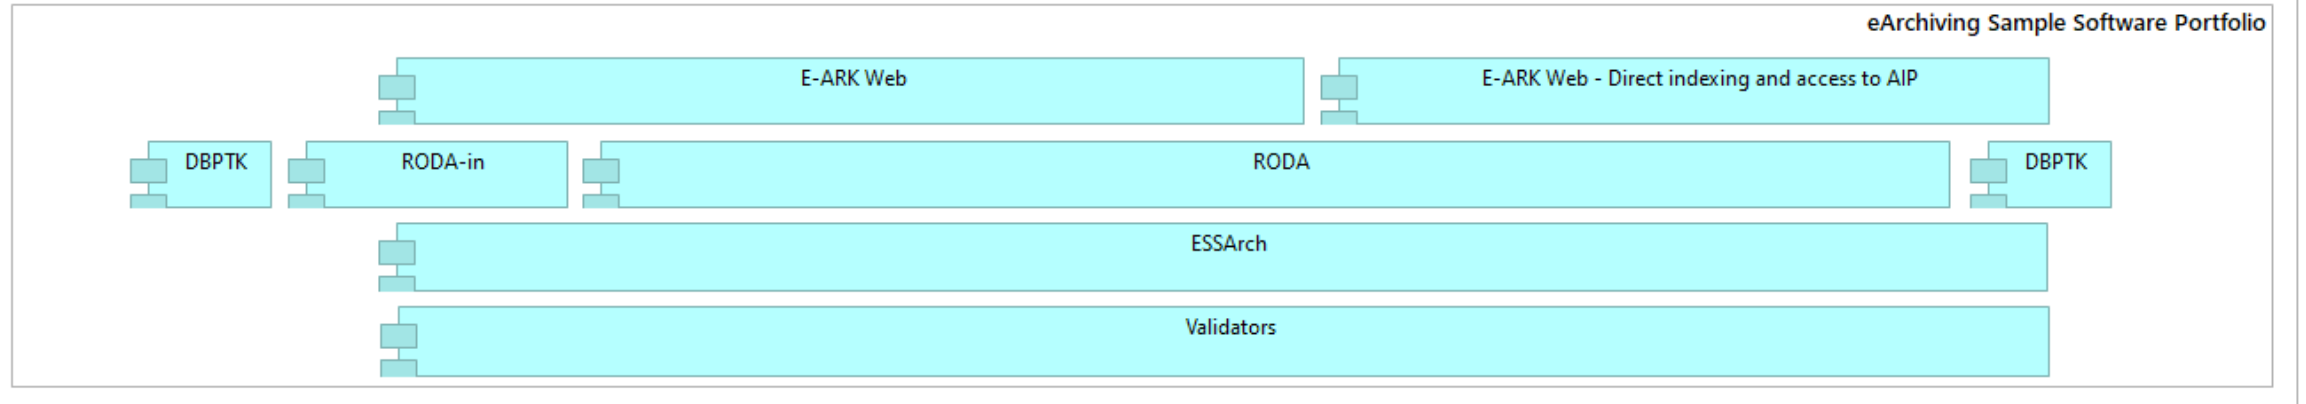 eArchiving Sample Software Portfolio
E-ARK Web
E-ARK Web - Direct indexing and access to AIP
DBPTK
RODA-in
RODA
DBPTK
ESSArch
Validators